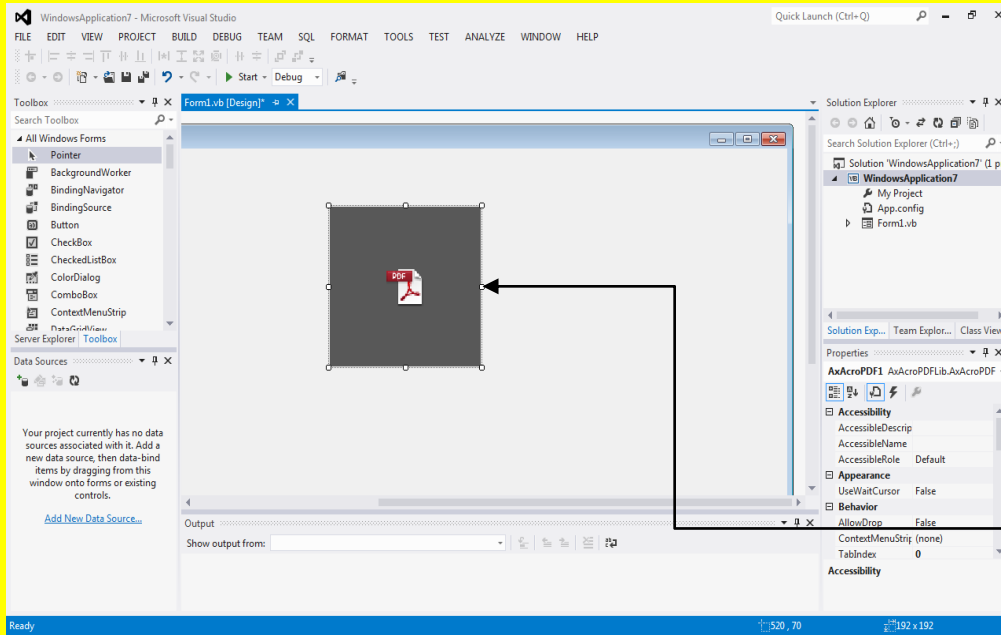 WindowsApplication7 - Microsoft Visual Studio
Quick Launch (Ctrl+Q)
FILE EDIT VIEW PROJECT BUILD DEBUG TEAM SQL FORMAT TOOLS TEST ANALYZE WINDOW HELP
Start Debug
Toolbox
Search Toolbox
All Windows Forms
Pointer
BackgroundWorker
BindingNavigator
BindingSource
Button
CheckBox
CheckedListBox
ColorDialog
ComboBox
ContextMenuStrip
DataGridView
Server Explorer Toolbox
Data Sources
Your project currently has no data
sources associated with it. Add a
new data source, then data-bind
items by dragging from this
window onto forms or existing
controls.
Add New Data Source...
Form1.vb [Design]*
PDF
Output
Show output from:
Solution Explorer
Search Solution Explorer (Ctrl+;)
Solution 'WindowsApplication7' (1 p
VB WindowsApplication7
My Project
App.config
Form1.vb
Solution Exp... Team Explor... Class View
Properties
AxAcroPDF1 AxAcroPDFLib.AxAcroPDF
Accessibility
AccessibleDescrip
AccessibleName
AccessibleRole Default
Appearance
UseWaitCursor False
Behavior
AllowDrop False
ContextMenuStrip (none)
TabIndex 0
Accessibility
Ready
520 , 70
192 x 192